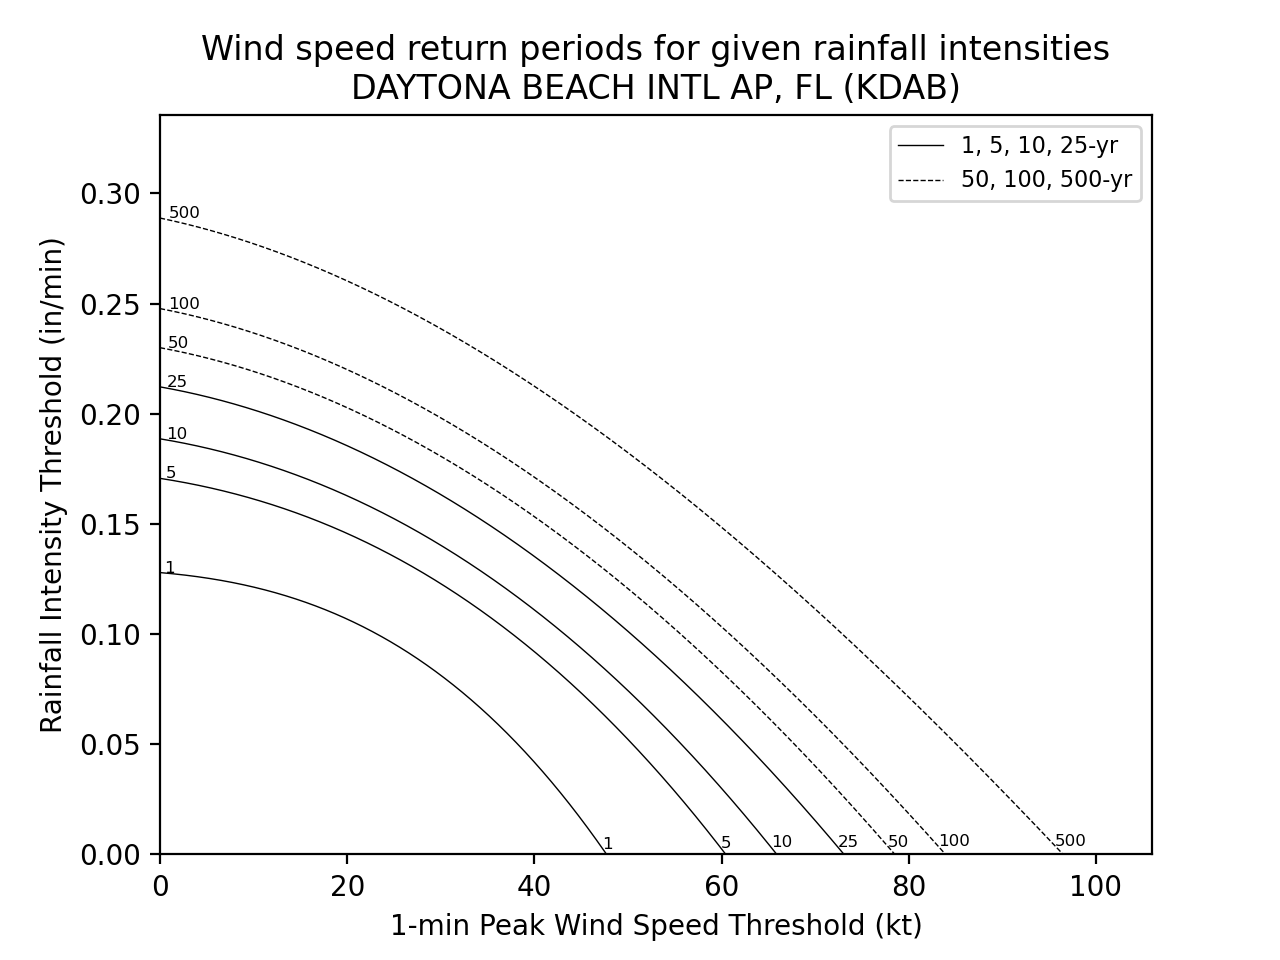 Wind speed return periods for given rainfall intensities
DAYTONA BEACH INTL AP, FL (KDAB)
1, 5, 10, 25-yr
50, 100, 500-yr
Rainfall Intensity Threshold (in/min)
0.30
0.25
0.20
0.15
0.10
0.05
0.00
500
100
50
25
10
5
1
1 5 10 25 50 100 500
0 20 40 60 80 100
1-min Peak Wind Speed Threshold (kt)